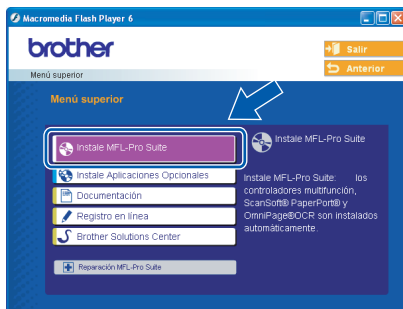 Macromedia Flash Player 6
brother
Salir
Anterior
Menú superior
Menú superior
Instale MFL-Pro Suite
Instale Aplicaciones Opcionales
Documentación
Registro en línea
Brother Solutions Center
Reparación MFL-Pro Suite
Instale MFL-Pro Suite
Instale MFL-Pro Suite: los
controladores multifunción,
ScanSoft® PaperPort® y
OmniPage®OCR son instalados
automáticamente.